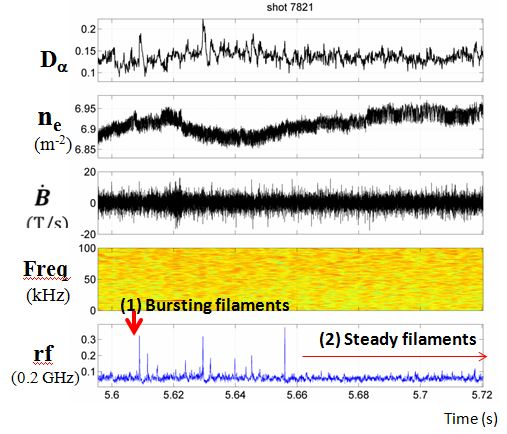 shot 7821
Dα
0.2
0.15
0.1
ne
(m-2)
6.95
6.9
6.85
Ḃ
(T/s)
20
0
-20
Freq
(kHz)
100
50
0
(1) Bursting filaments
rf
(0.2 GHz)
0.3
0.2
0.1
(2) Steady filaments
5.6 5.62 5.64 5.66 5.68 5.7 5.72
Time (s)